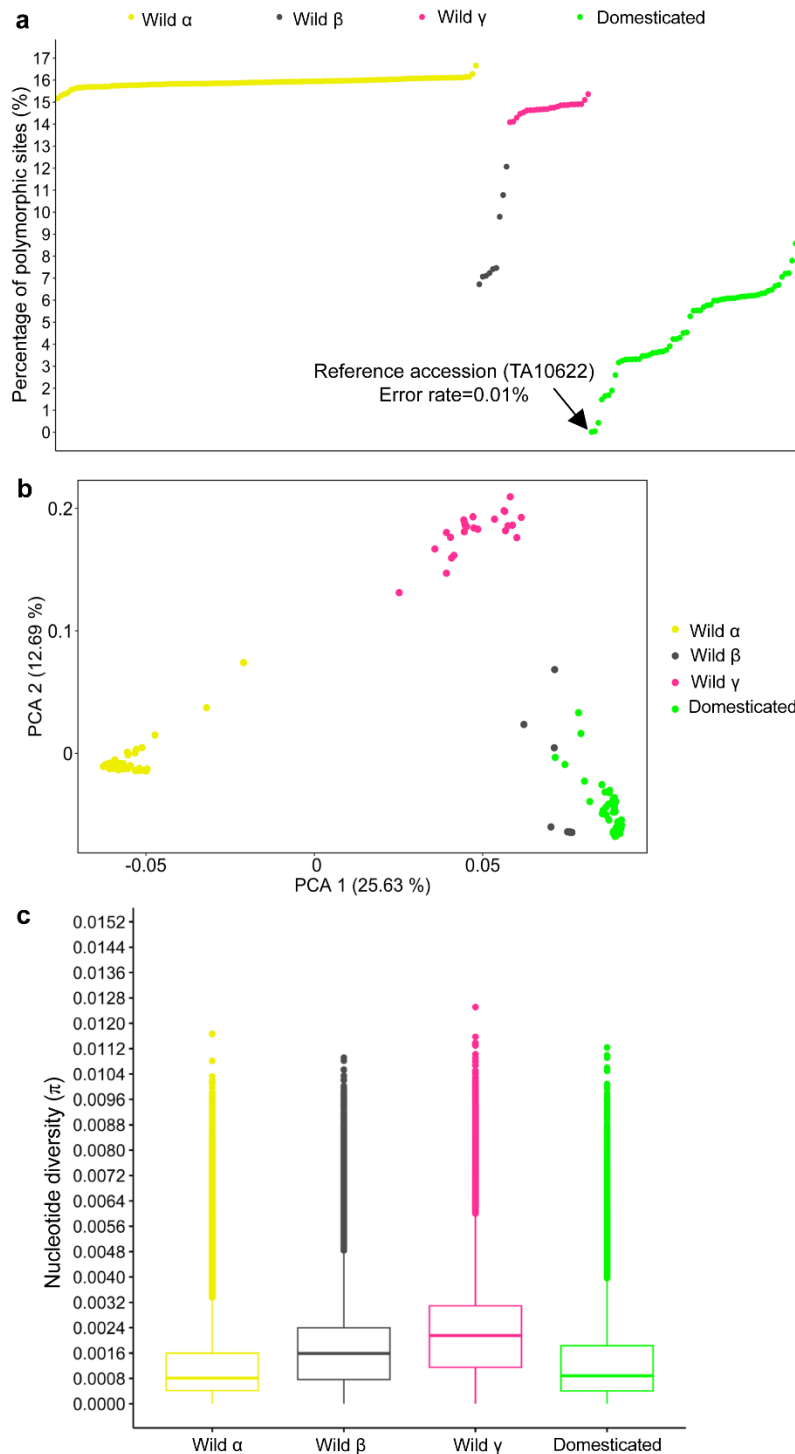 a
Wild α
Wild β
Wild γ
Domesticated
Percentage of polymorphic sites (%)
17
16
15
14
13
12
11
10
9
8
7
6
5
4
3
2
1
0
Reference accession (TA10622)
Error rate=0.01%
b
PCA 2 (12.69 %)
0.2
0.1
0
-0.05
0
0.05
PCA 1 (25.63 %)
Wild α
Wild β
Wild γ
Domesticated
c
Nucleotide diversity (π)
0.0152
0.0144
0.0136
0.0128
0.0120
0.0112
0.0104
0.0096
0.0088
0.0080
0.0072
0.0064
0.0056
0.0048
0.0040
0.0032
0.0024
0.0016
0.0008
0.0000
Wild α
Wild β
Wild γ
Domesticated